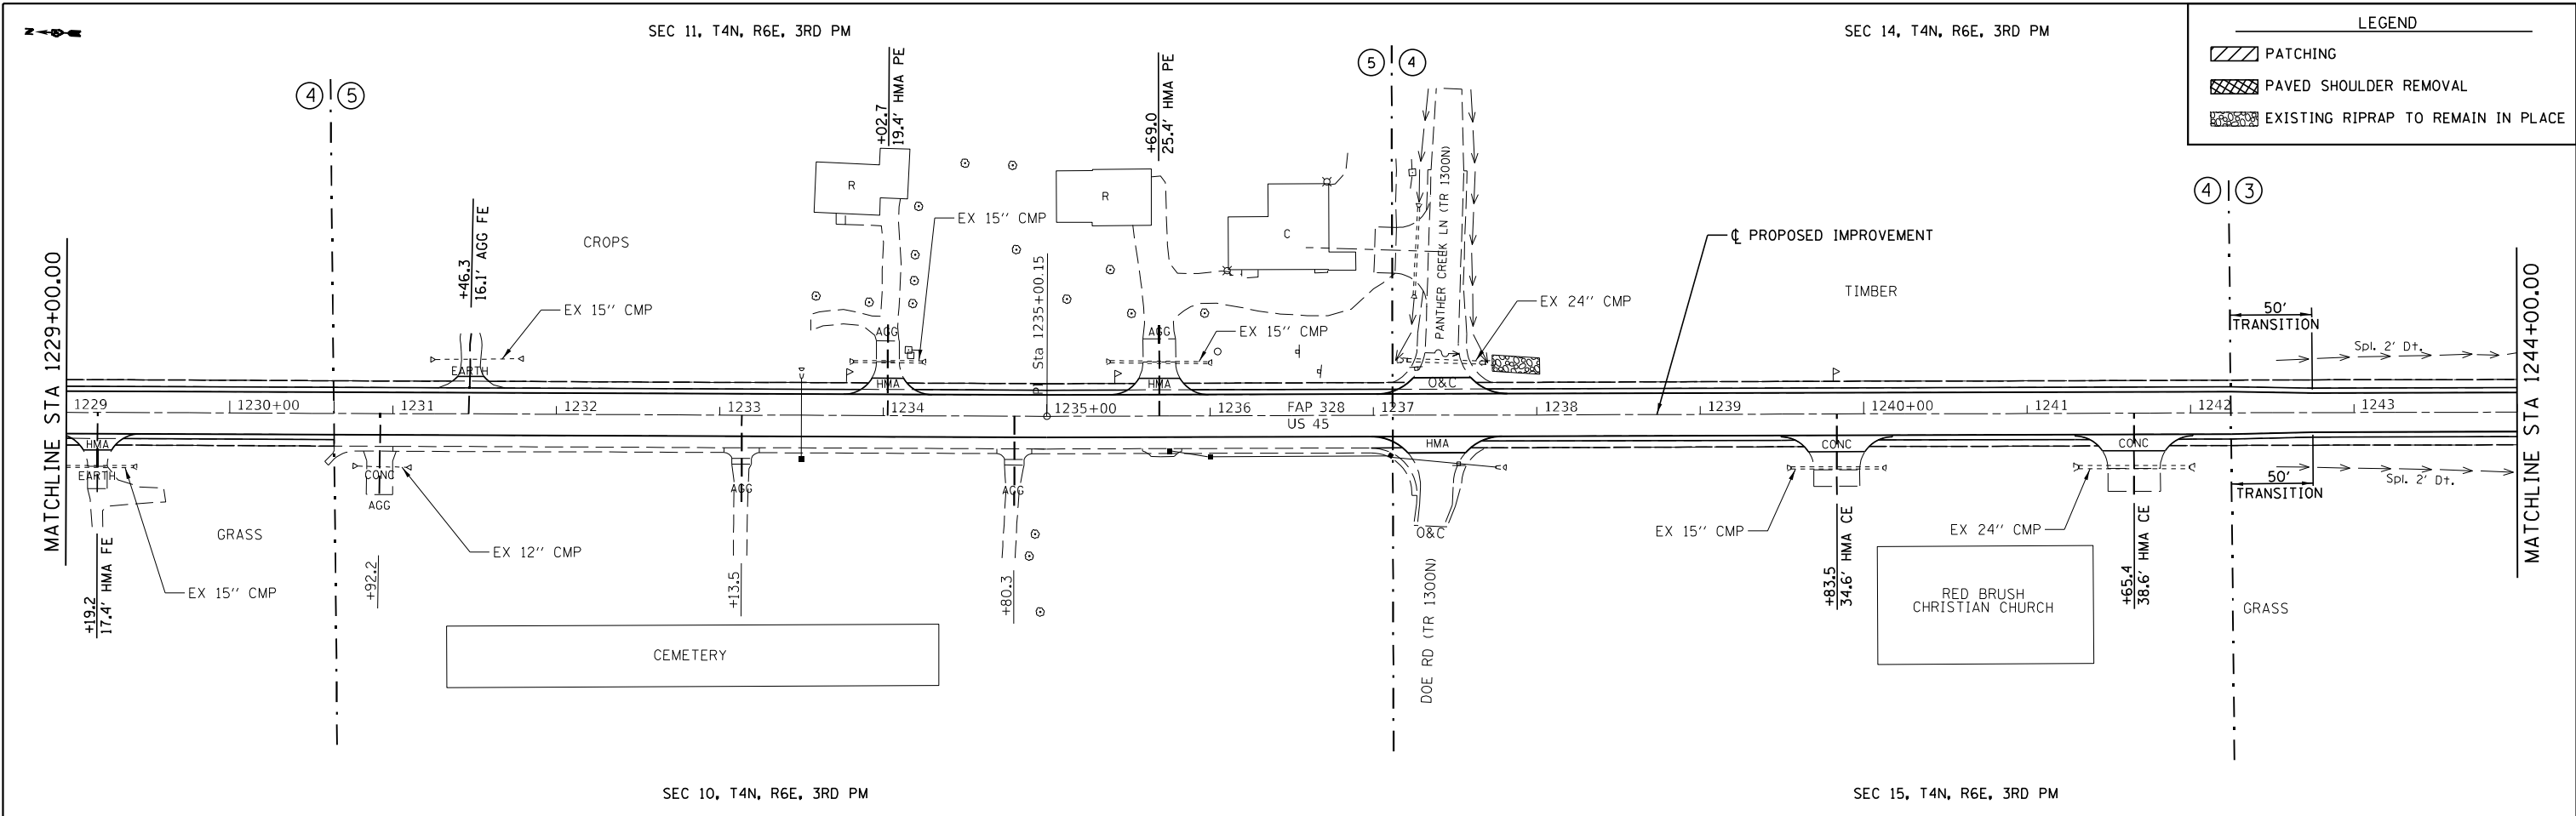 N
SEC 11, T4N, R6E, 3RD PM
SEC 14, T4N, R6E, 3RD PM
LEGEND
PATCHING
PAVED SHOULDER REMOVAL
EXISTING RIPRAP TO REMAIN IN PLACE
4
5
5
4
4
3
MATCHLINE STA 1229+00.00
+46.3
16.1' AGG FE
CROPS
EX 15'' CMP
EARTH
+02.7
19.4' HMA PE
R
EX 15'' CMP
AGG
HMA
PI Sta 1235+00.15
+69.0
25.4' HMA PE
R
C
AGG
EX 15'' CMP
HMA
PANTHER CREEK LN (TR 1300N)
EX 24'' CMP
O&C
℄ PROPOSED IMPROVEMENT
TIMBER
50'
TRANSITION
Spl. 2' Dt.
MATCHLINE STA 1244+00.00
1229
1230+00
1231
1232
1233
1234
1235+00
1236
FAP 328
US 45
1237
1238
1239
1240+00
1241
1242
1243
HMA
EARTH
CONC
AGG
AGG
AGG
HMA
O&C
CONC
CONC
50'
TRANSITION
Spl. 2' Dt.
GRASS
+19.2
17.4' HMA FE
EX 15'' CMP
+92.2
EX 12'' CMP
+13.5
+80.3
CEMETERY
DOE RD (TR 1300N)
EX 15'' CMP
+83.5
34.6' HMA CE
RED BRUSH
CHRISTIAN CHURCH
EX 24'' CMP
+65.4
38.6' HMA CE
GRASS
SEC 10, T4N, R6E, 3RD PM
SEC 15, T4N, R6E, 3RD PM